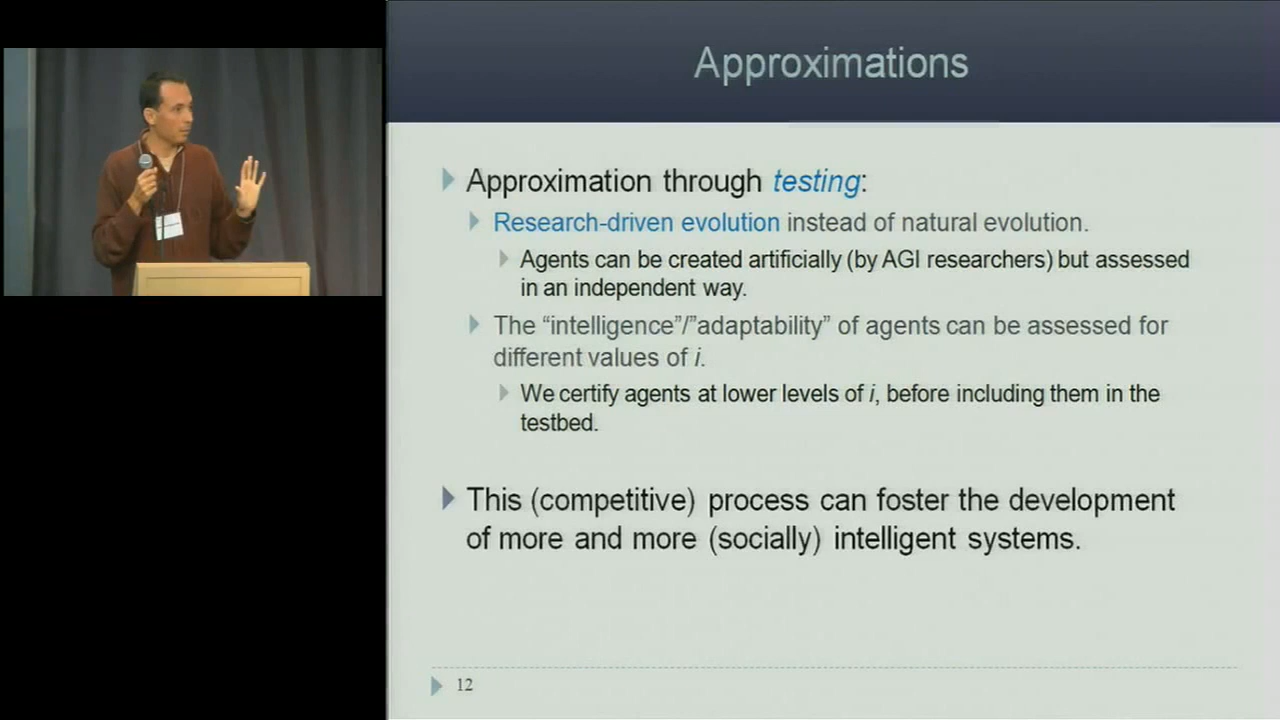 Approximations
Approximation through testing:
Research-driven evolution instead of natural evolution.
Agents can be created artificially (by AGI researchers) but assessed
in an independent way.
The “intelligence”/”adaptability” of agents can be assessed for
different values of i.
We certify agents at lower levels of i, before including them in the
testbed.
This (competitive) process can foster the development
of more and more (socially) intelligent systems.
12